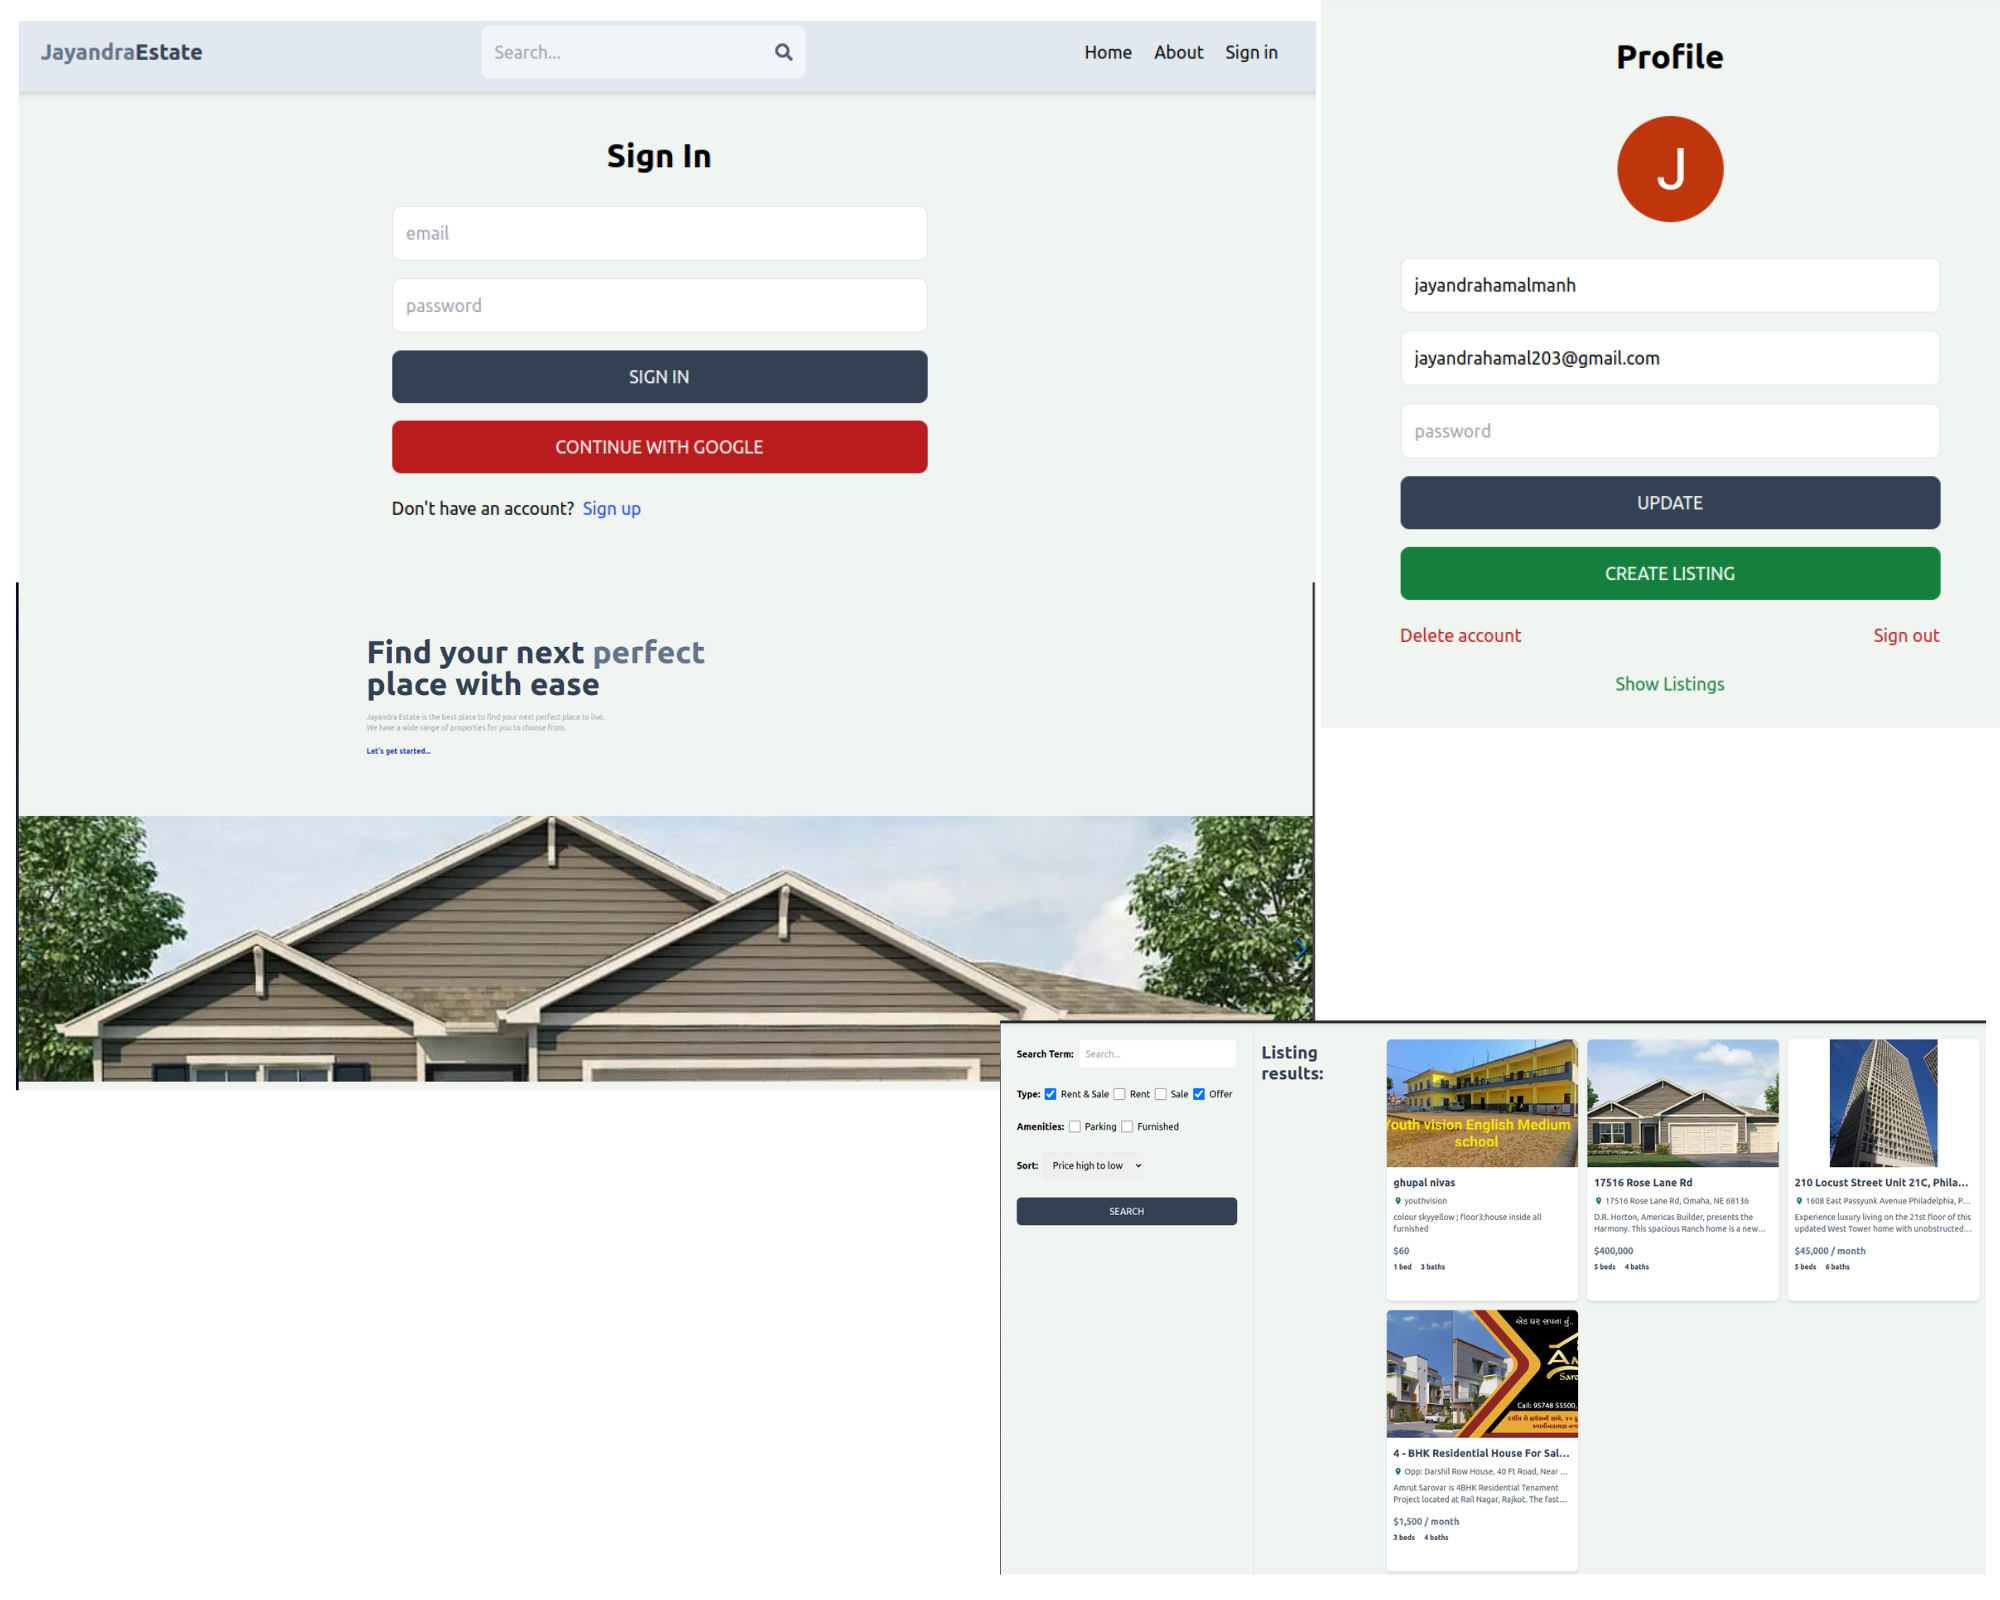 JayandraEstate
Search...
Home About Sign in
Sign In
email
password
SIGN IN
CONTINUE WITH GOOGLE
Don't have an account? Sign up
Profile
J
jayandrahamalmanh
jayandrahamal203@gmail.com
password
UPDATE
CREATE LISTING
Delete account Sign out
Show Listings
Find your next perfect
place with ease
Jayandra Estate is the best place to find your next perfect place to live.
We have a wide range of properties for you to choose from.
Let's get started...
Search Term: Search...
Type: Rent & Sale Rent Sale Offer
Amenities: Parking Furnished
Sort: Price high to low
SEARCH
Listing
results:
Youth vision English Medium
school
ghupal nivas
youthvision
colour skyyellow ; floor3;house inside all
furnished
$60
1 bed 3 baths
17516 Rose Lane Rd
17516 Rose Lane Rd, Omaha, NE 68136
D.R. Horton, Americas Builder, presents the
Harmony. This spacious Ranch home is a new...
$400,000
5 beds 4 baths
210 Locust Street Unit 21C, Phila...
1608 East Passyunk Avenue Philadelphia, P...
Experience luxury living on the 21st floor of this
updated West Tower home with unobstructed...
$45,000 / month
5 beds 6 baths
એક ઘર સપના નું..
Call: 95748 55500,
4 - BHK Residential House For Sal...
Opp: Darshil Row House, 40 Ft Road, Near ...
Amrut Sarovar is 4BHK Residential Tenament
Project located at Rail Nagar, Rajkot. The fast...
$1,500 / month
3 beds 4 baths